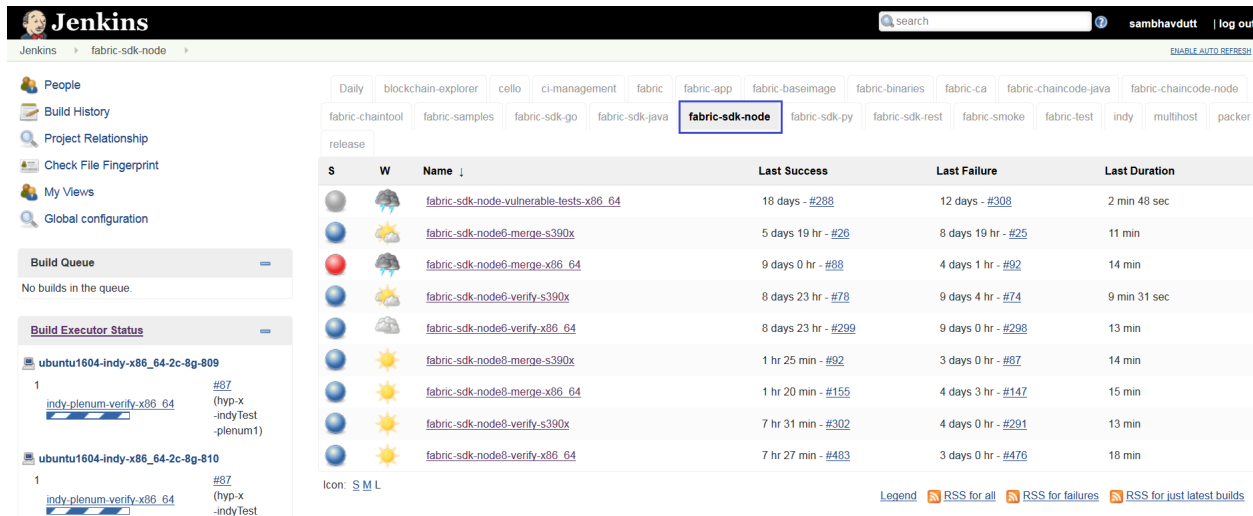 Jenkins
search
sambhavdutt | log out
Jenkins fabric-sdk-node
ENABLE AUTO REFRESH
People
Build History
Project Relationship
Check File Fingerprint
My Views
Global configuration
Build Queue
No builds in the queue.
Build Executor Status
ubuntu1604-indy-x86_64-2c-8g-809
1 #87
indy-plenum-verify-x86_64 (hyp-x
-indyTest
-plenum1)
ubuntu1604-indy-x86_64-2c-8g-810
1 #87
indy-plenum-verify-x86_64 (hyp-x
-indyTest
Daily blockchain-explorer cello ci-management fabric fabric-app fabric-baseimage fabric-binaries fabric-ca fabric-chaincode-java fabric-chaincode-node
fabric-chaintool fabric-samples fabric-sdk-go fabric-sdk-java fabric-sdk-node fabric-sdk-py fabric-sdk-rest fabric-smoke fabric-test indy multihost packer
release
S W Name ↓ Last Success Last Failure Last Duration
fabric-sdk-node-vulnerable-tests-x86_64 18 days - #288 12 days - #308 2 min 48 sec
fabric-sdk-node6-merge-s390x 5 days 19 hr - #26 8 days 19 hr - #25 11 min
fabric-sdk-node6-merge-x86_64 9 days 0 hr - #88 4 days 1 hr - #92 14 min
fabric-sdk-node6-verify-s390x 8 days 23 hr - #78 9 days 4 hr - #74 9 min 31 sec
fabric-sdk-node6-verify-x86_64 8 days 23 hr - #299 9 days 0 hr - #298 13 min
fabric-sdk-node8-merge-s390x 1 hr 25 min - #92 3 days 0 hr - #87 14 min
fabric-sdk-node8-merge-x86_64 1 hr 20 min - #155 4 days 3 hr - #147 15 min
fabric-sdk-node8-verify-s390x 7 hr 31 min - #302 4 days 0 hr - #291 13 min
fabric-sdk-node8-verify-x86_64 7 hr 27 min - #483 3 days 0 hr - #476 18 min
Icon: S M L
Legend RSS for all RSS for failures RSS for just latest builds